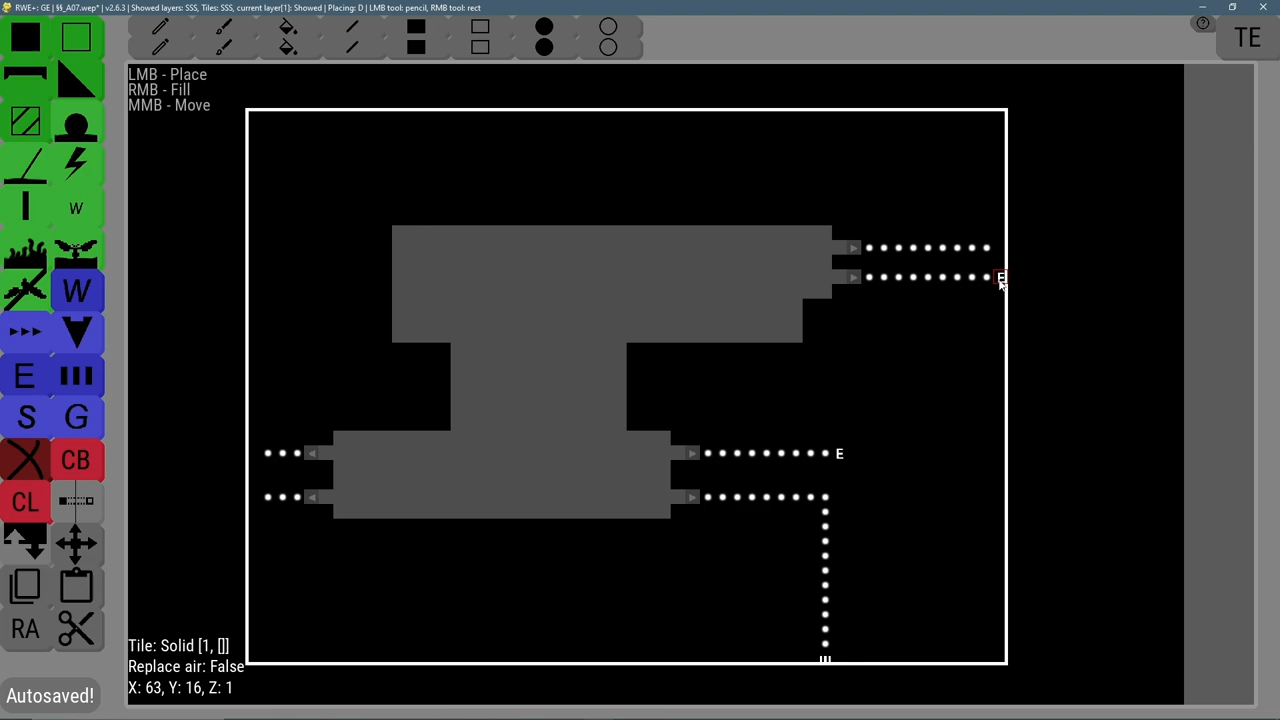 RWE+: GE | §§_A07.wep* | v2.6.3 | Showed layers: SSS, Tiles: SSS, current layer[1]: Showed | Placing: D | LMB tool: pencil, RMB tool: rect
TE
LMB - Place
RMB - Fill
MMB - Move
W
W
E
S G
CB
CL
RA
E
E
Tile: Solid [1, []]
Replace air: False
X: 63, Y: 16, Z: 1
Autosaved!